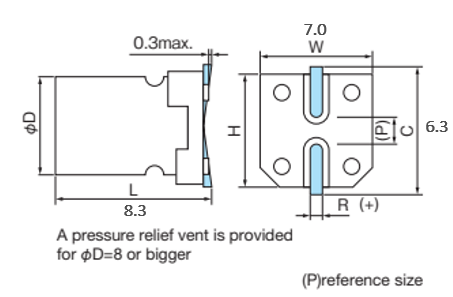 7.0
0.3max.
W
φD
H
(P)
C
6.3
L
8.3
R (+)
A pressure relief vent is provided
for φD=8 or bigger
(P)reference size